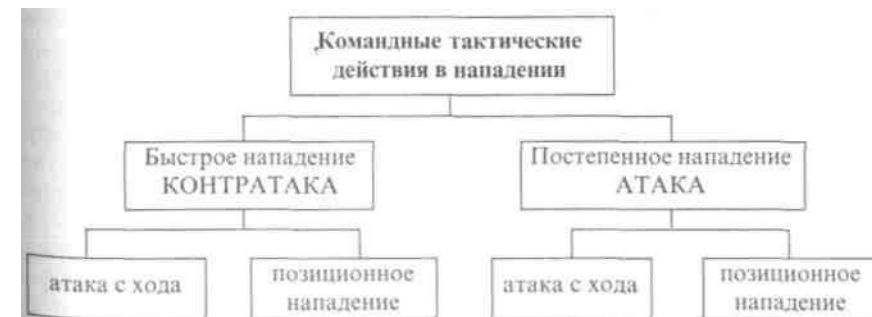 Командные тактические
действия в нападении
Быстрое нападение
КОНТРАТАКА
Постепенное нападение
АТАКА
атака с хода
позиционное
нападение
атака с хода
позиционное
нападение